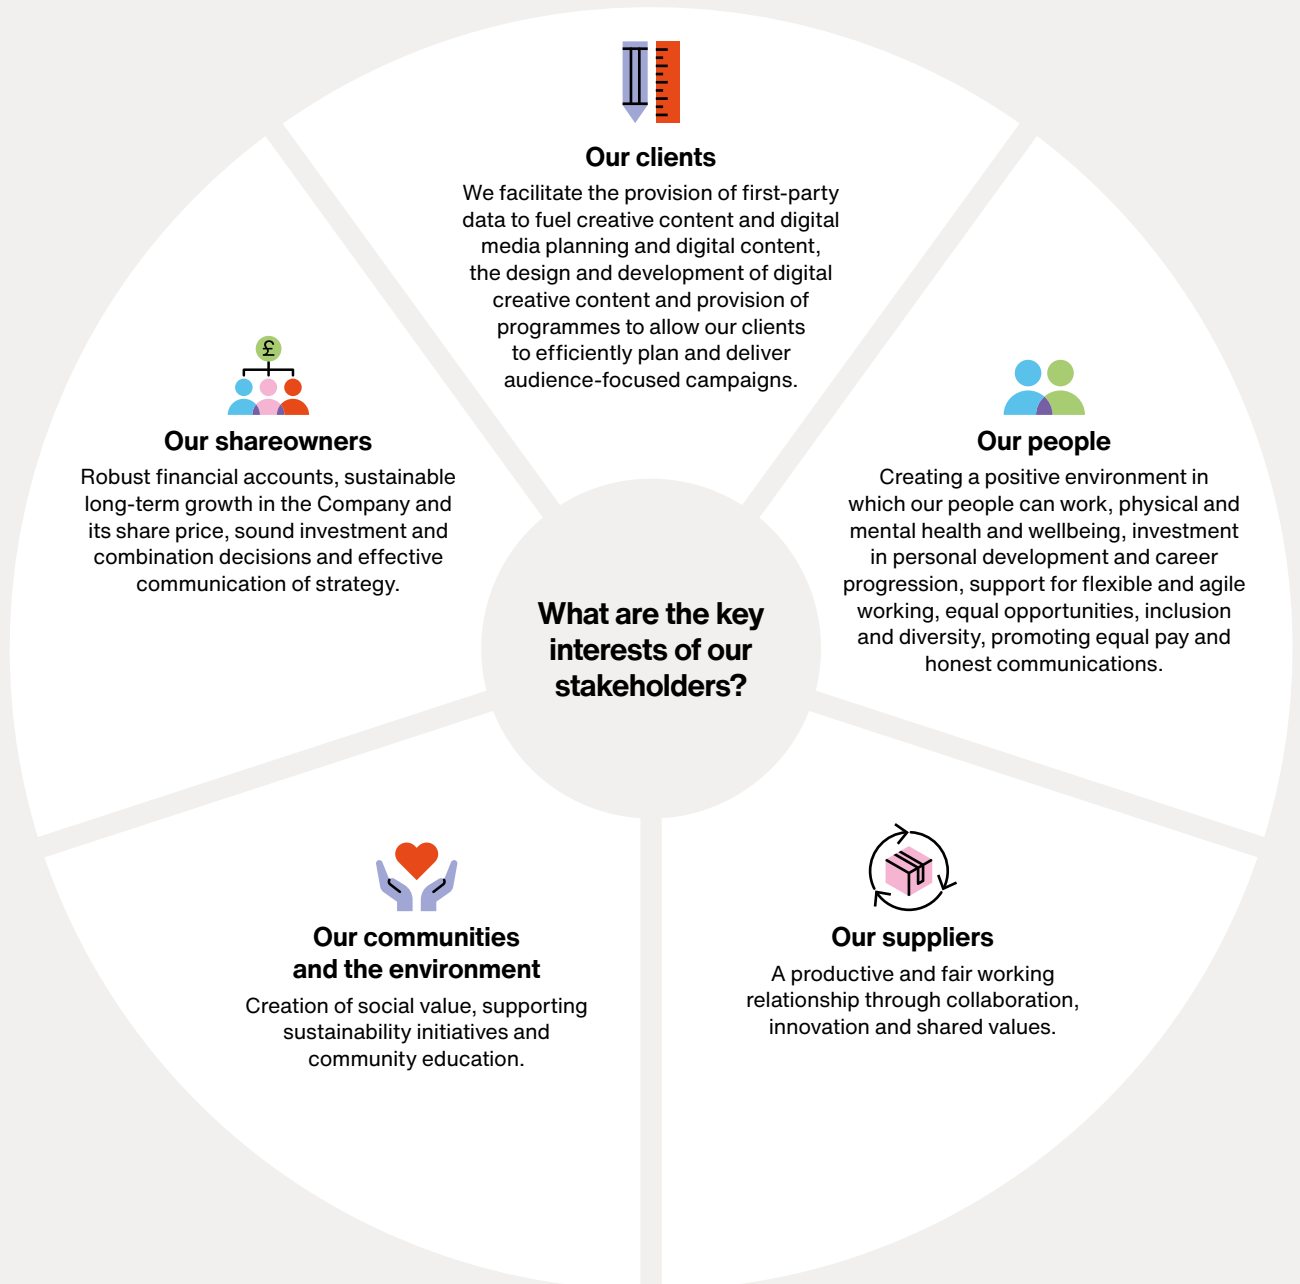 Our clients
We facilitate the provision of first-party
data to fuel creative content and digital
media planning and digital content,
the design and development of digital
creative content and provision of
programmes to allow our clients
to efficiently plan and deliver
audience-focused campaigns.
£
Our shareowners
Robust financial accounts, sustainable
long-term growth in the Company and
its share price, sound investment and
combination decisions and effective
communication of strategy.
Our people
Creating a positive environment in
which our people can work, physical and
mental health and wellbeing, investment
in personal development and career
progression, support for flexible and agile
working, equal opportunities, inclusion
and diversity, promoting equal pay and
honest communications.
What are the key
interests of our
stakeholders?
Our communities
and the environment
Creation of social value, supporting
sustainability initiatives and
community education.
Our suppliers
A productive and fair working
relationship through collaboration,
innovation and shared values.